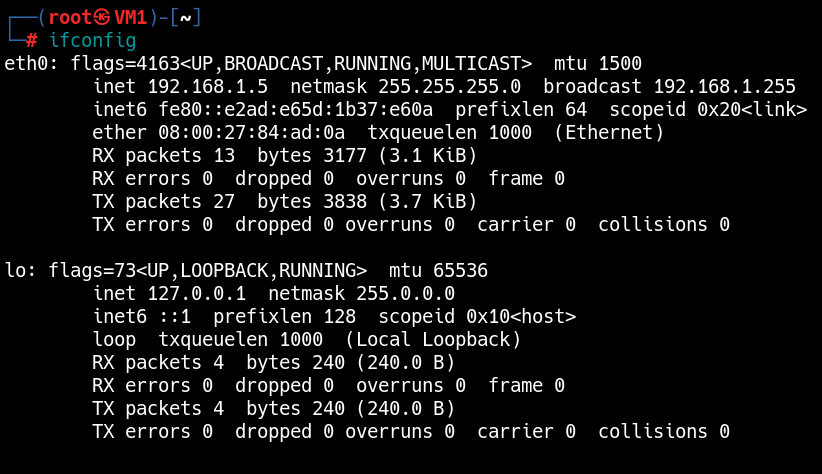 ┌──(root㉿VM1)-[~]
└─# ifconfig
eth0: flags=4163<UP,BROADCAST,RUNNING,MULTICAST>  mtu 1500
        inet 192.168.1.5  netmask 255.255.255.0  broadcast 192.168.1.255
        inet6 fe80::e2ad:e65d:1b37:e60a  prefixlen 64  scopeid 0x20<link>
        ether 08:00:27:84:ad:0a  txqueuelen 1000  (Ethernet)
        RX packets 13  bytes 3177 (3.1 KiB)
        RX errors 0  dropped 0  overruns 0  frame 0
        TX packets 27  bytes 3838 (3.7 KiB)
        TX errors 0  dropped 0 overruns 0  carrier 0  collisions 0

lo: flags=73<UP,LOOPBACK,RUNNING>  mtu 65536
        inet 127.0.0.1  netmask 255.0.0.0
        inet6 ::1  prefixlen 128  scopeid 0x10<host>
        loop  txqueuelen 1000  (Local Loopback)
        RX packets 4  bytes 240 (240.0 B)
        RX errors 0  dropped 0  overruns 0  frame 0
        TX packets 4  bytes 240 (240.0 B)
        TX errors 0  dropped 0 overruns 0  carrier 0  collisions 0